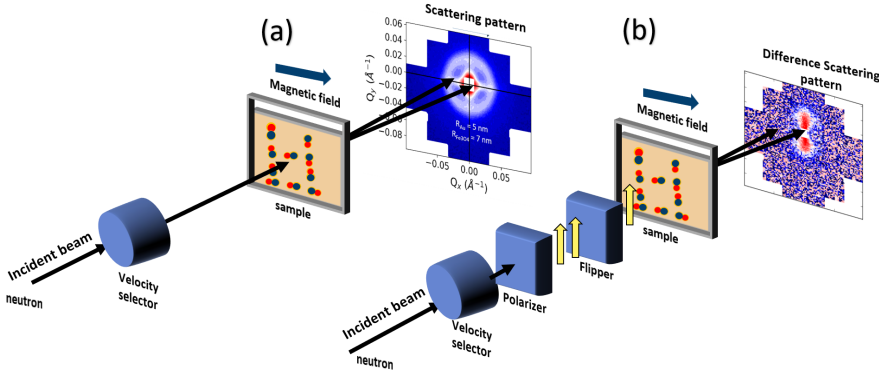 (a)
Magnetic field
sample
Incident beam
neutron
Velocity
selector
Scattering pattern
0.06
0.04
0.02
0.00
−0.02
−0.04
−0.06
−0.08
Q_y (Å⁻¹)
R_Au = 5 nm
R_Fe3O4 = 7 nm
−0.05
0.00
0.05
Q_x (Å⁻¹)
(b)
Magnetic field
sample
Incident beam
neutron
Velocity
selector
Polarizer
Flipper
Difference Scattering
pattern